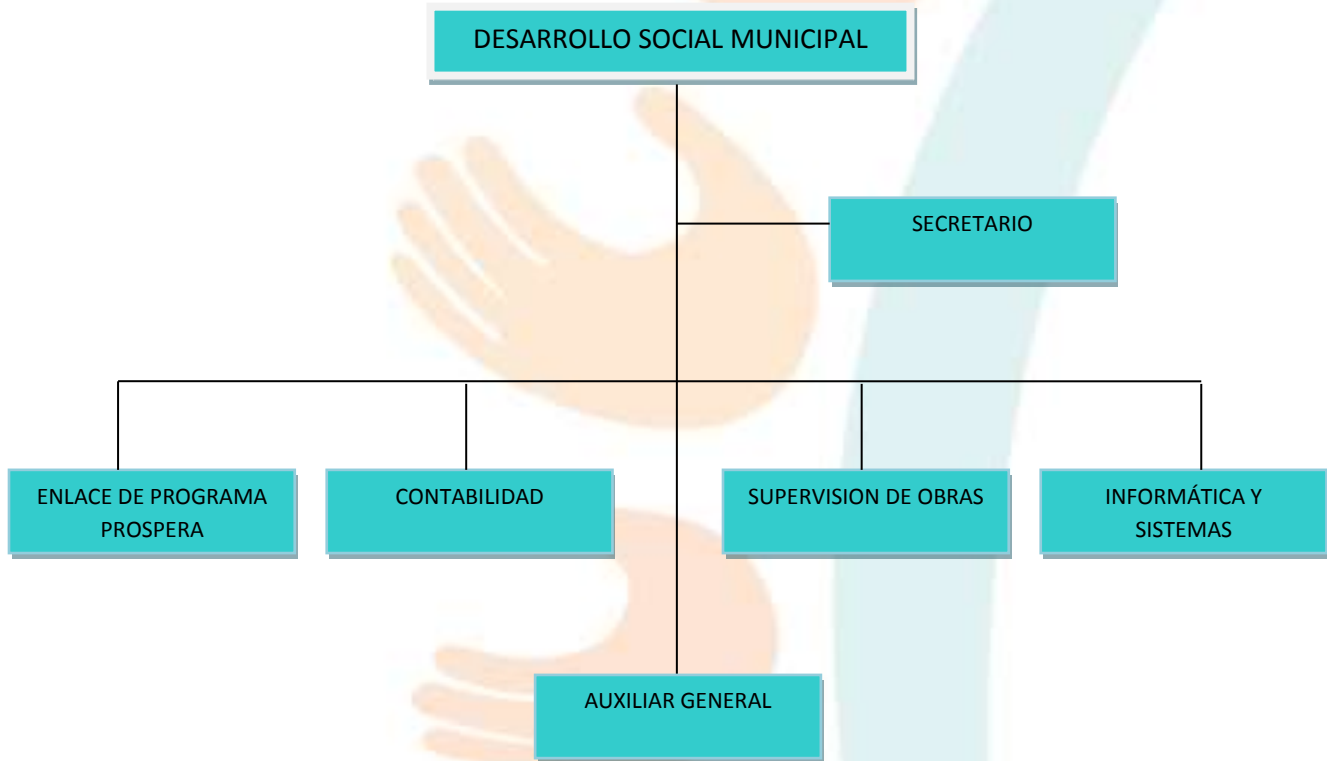 DESARROLLO SOCIAL MUNICIPAL
SECRETARIO
ENLACE DE PROGRAMA
PROSPERA
CONTABILIDAD
SUPERVISION DE OBRAS
INFORMÁTICA Y
SISTEMAS
AUXILIAR GENERAL